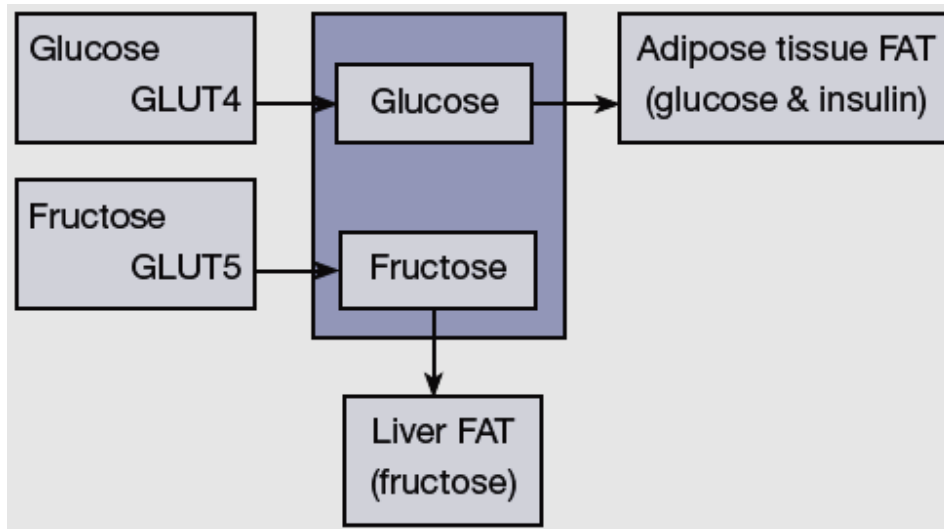 Glucose
GLUT4
Glucose
Adipose tissue FAT
(glucose & insulin)
Fructose
GLUT5
Fructose
Liver FAT
(fructose)